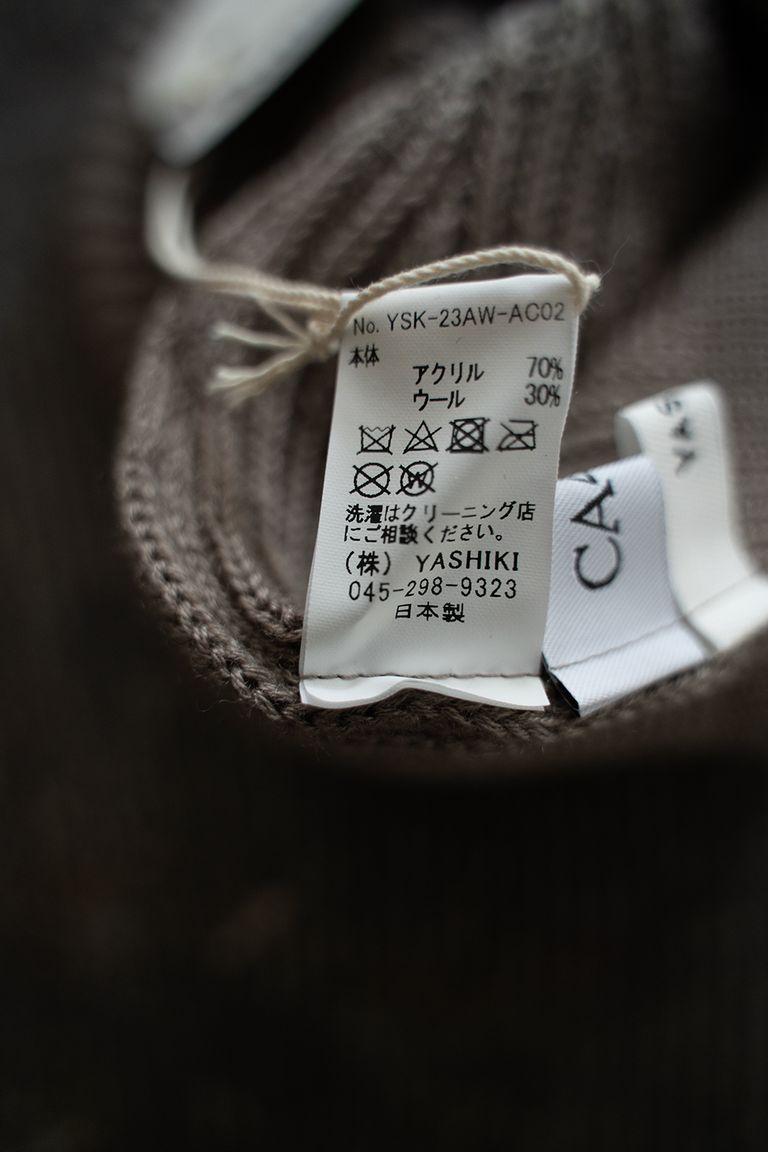 No. YSK-23AW-AC02
本体
アクリル 70%
ウール 30%
W
洗濯はクリーニング店
にご相談ください。
(株) YASHIKI
045-298-9323
日本製
CA
YAS